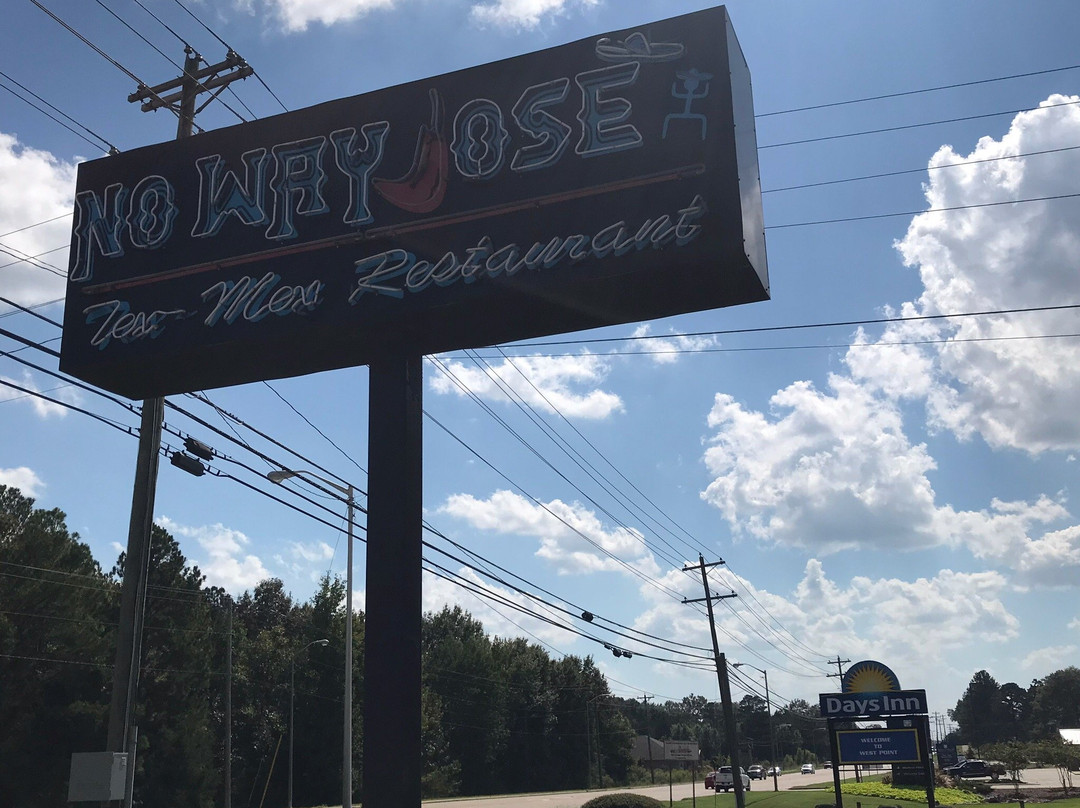 NO WAY JOSE
Tex-Mex Restaurant
Days Inn
WELCOME
TO
WEST POINT